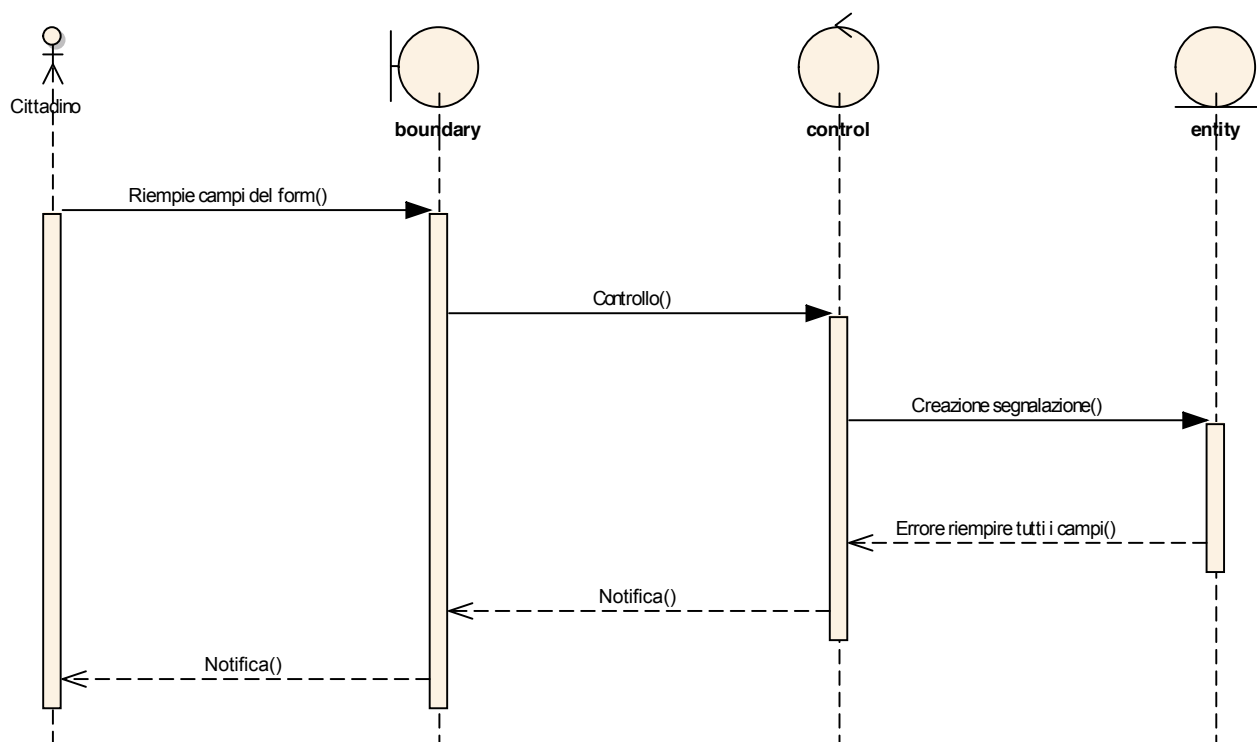 Cittadino
boundary
control
entity
Riempie campi del form()
Controllo()
Creazione segnalazione()
Errore riempire tutti i campi()
Notifica()
Notifica()